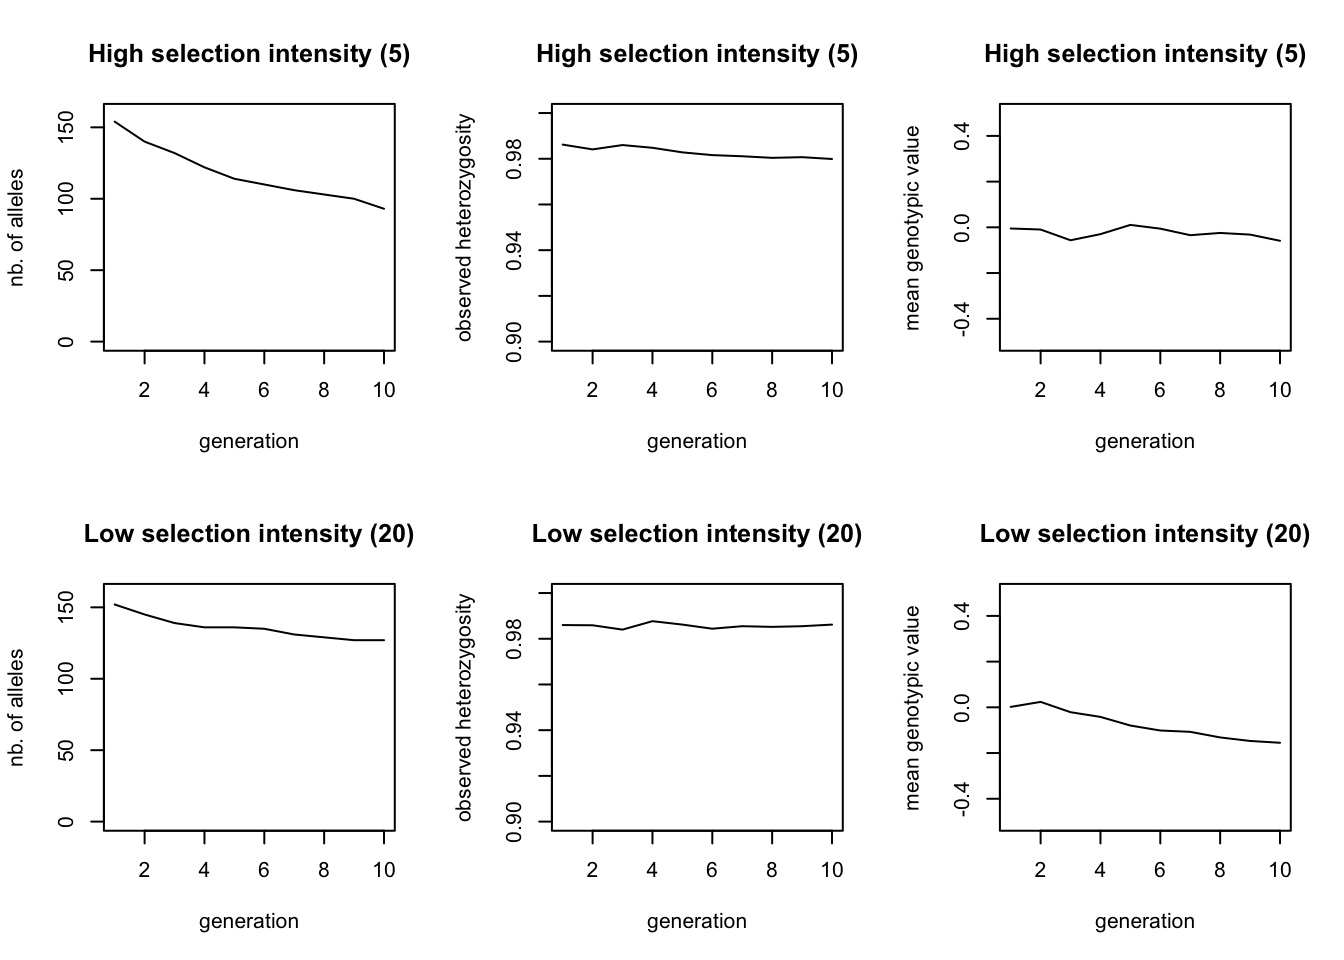 High selection intensity (5)
nb. of alleles
0 50 100 150
2 4 6 8 10
generation
High selection intensity (5)
observed heterozygosity
0.90 0.94 0.98
2 4 6 8 10
generation
High selection intensity (5)
mean genotypic value
-0.4 0.0 0.4
2 4 6 8 10
generation
Low selection intensity (20)
nb. of alleles
0 50 100 150
2 4 6 8 10
generation
Low selection intensity (20)
observed heterozygosity
0.90 0.94 0.98
2 4 6 8 10
generation
Low selection intensity (20)
mean genotypic value
-0.4 0.0 0.4
2 4 6 8 10
generation